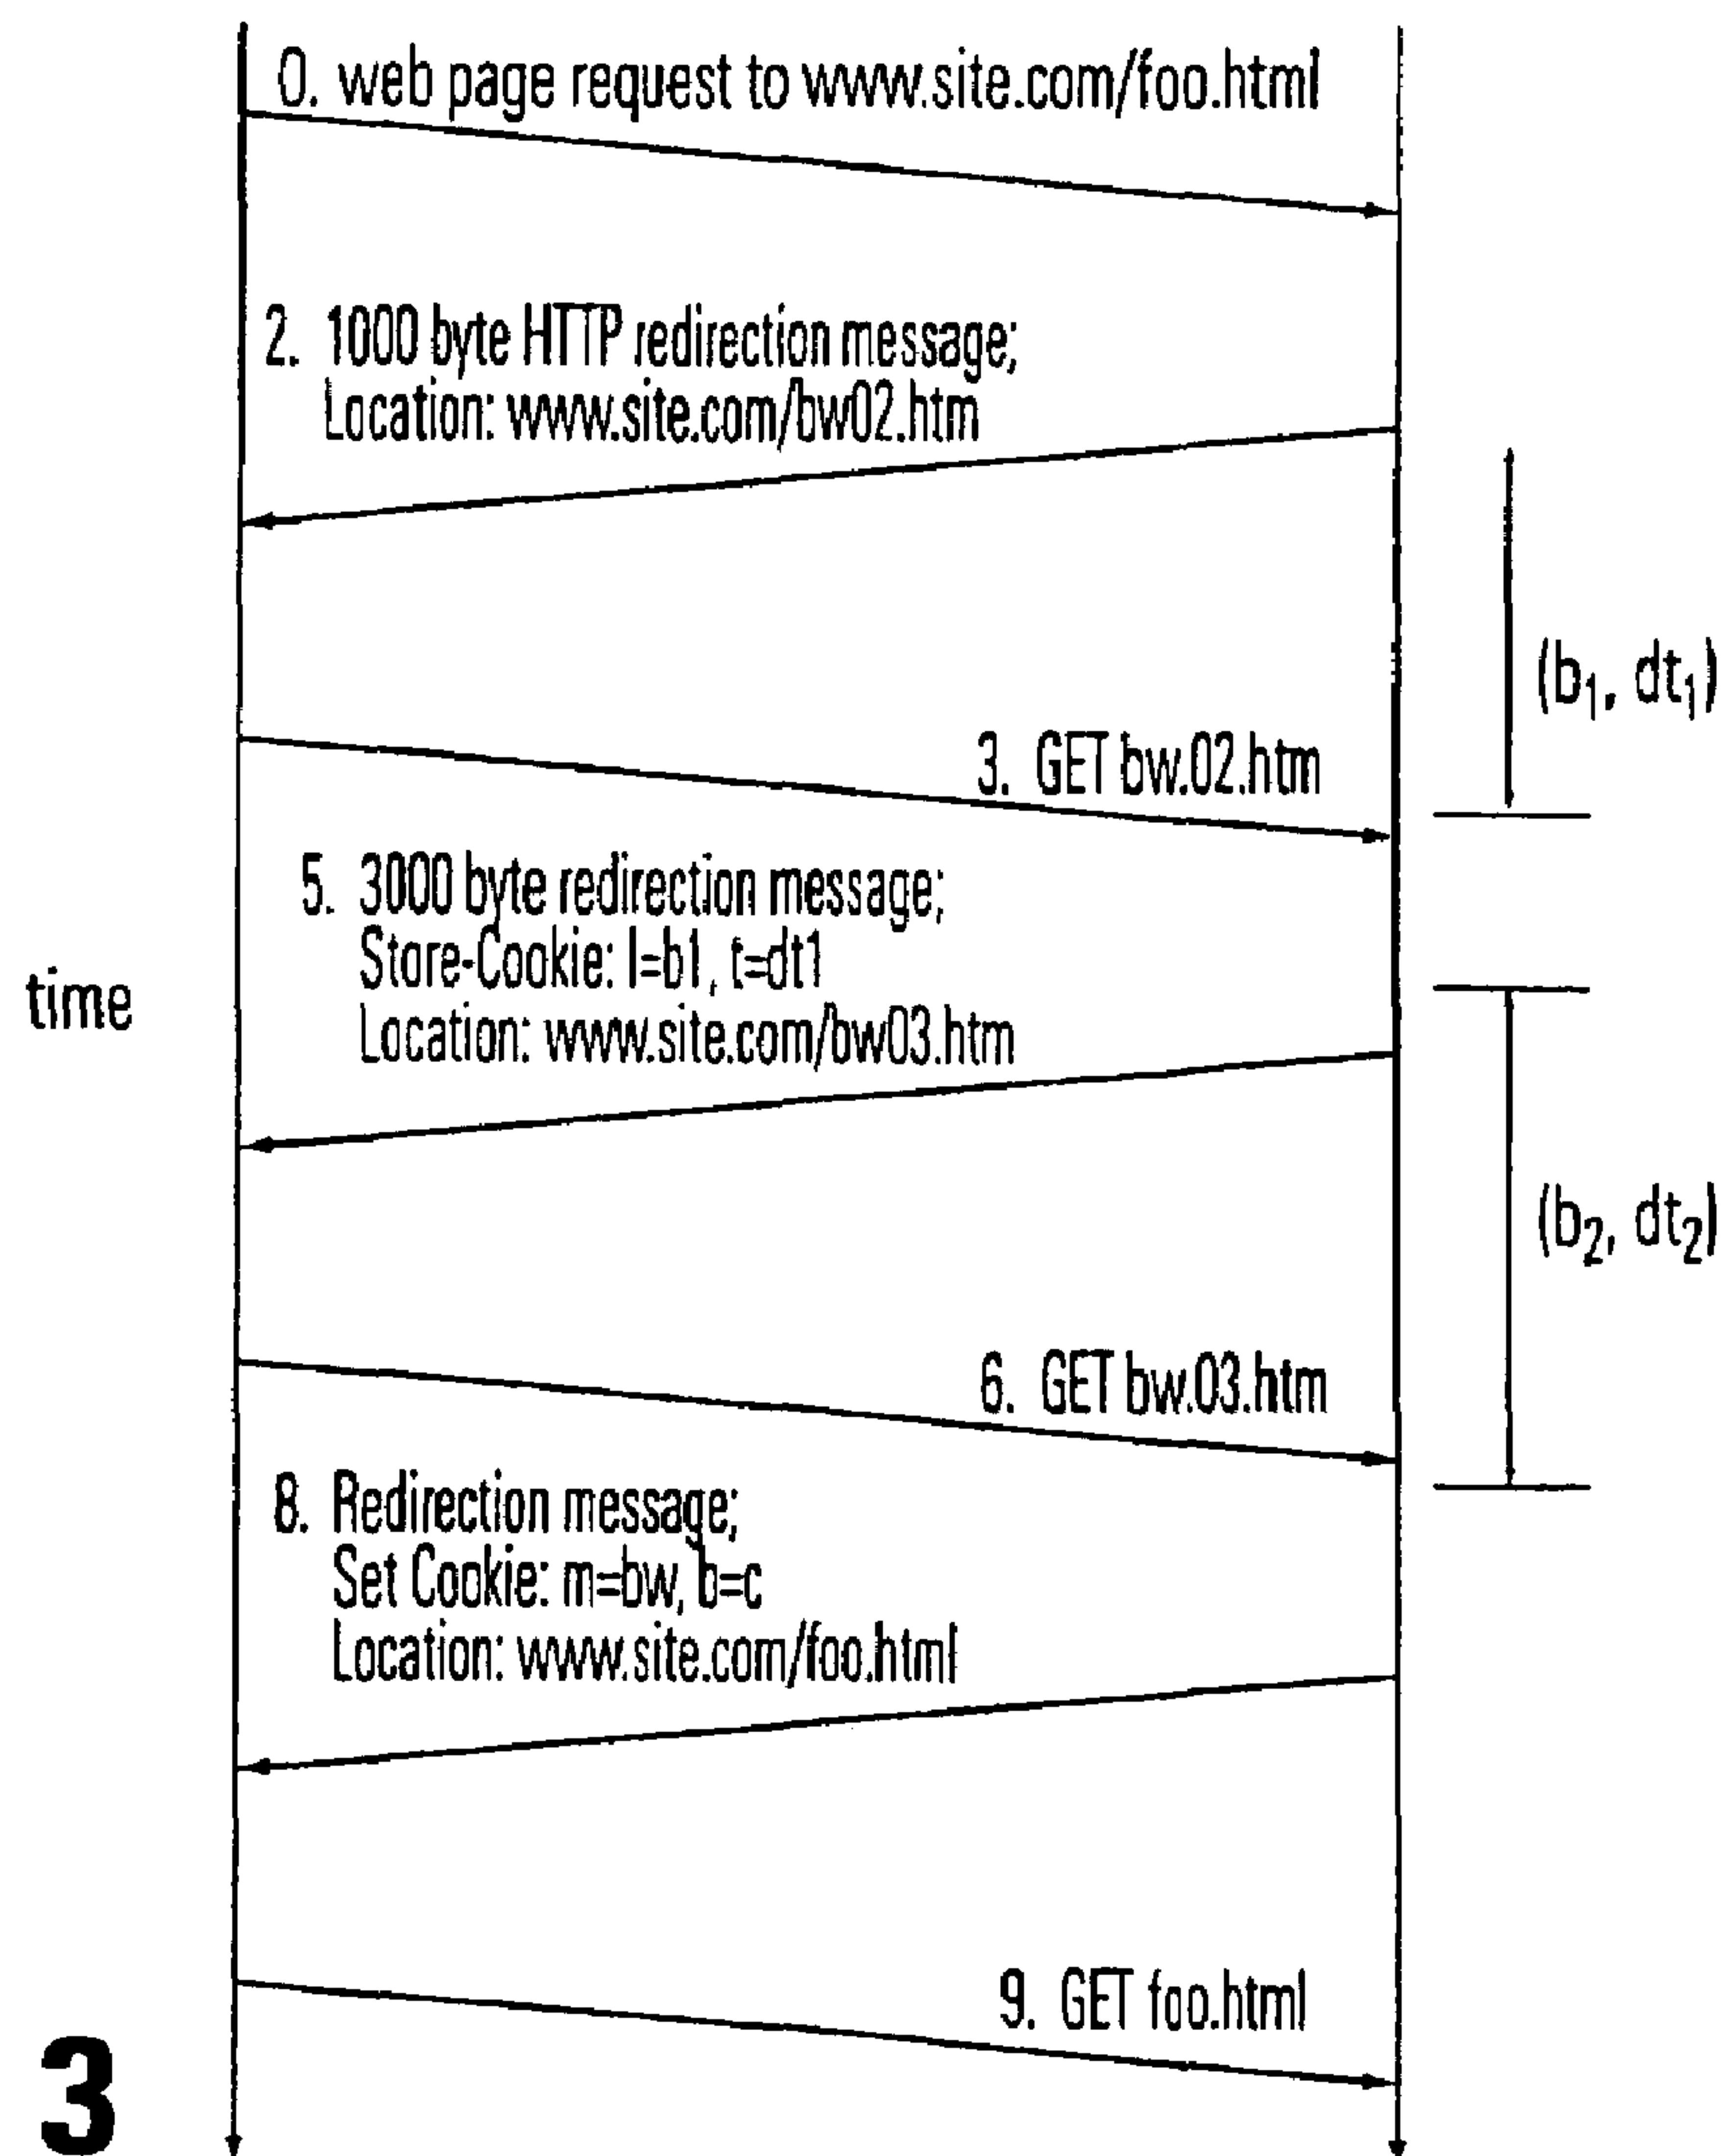 0. web page request to www.site.com/foo.html
2. 1000 byte HTTP redirection message;
Location: www.site.com/bw02.htm
(b₁, dt₁)
3. GET bw.02.htm
5. 3000 byte redirection message;
Store-Cookie: l=b1, t=dt1
Location: www.site.com/bw03.htm
time
(b₂, dt₂)
6. GET bw.03.htm
8. Redirection message;
Set Cookie: m=bw, b=c
Location: www.site.com/foo.html
9. GET foo.html
3